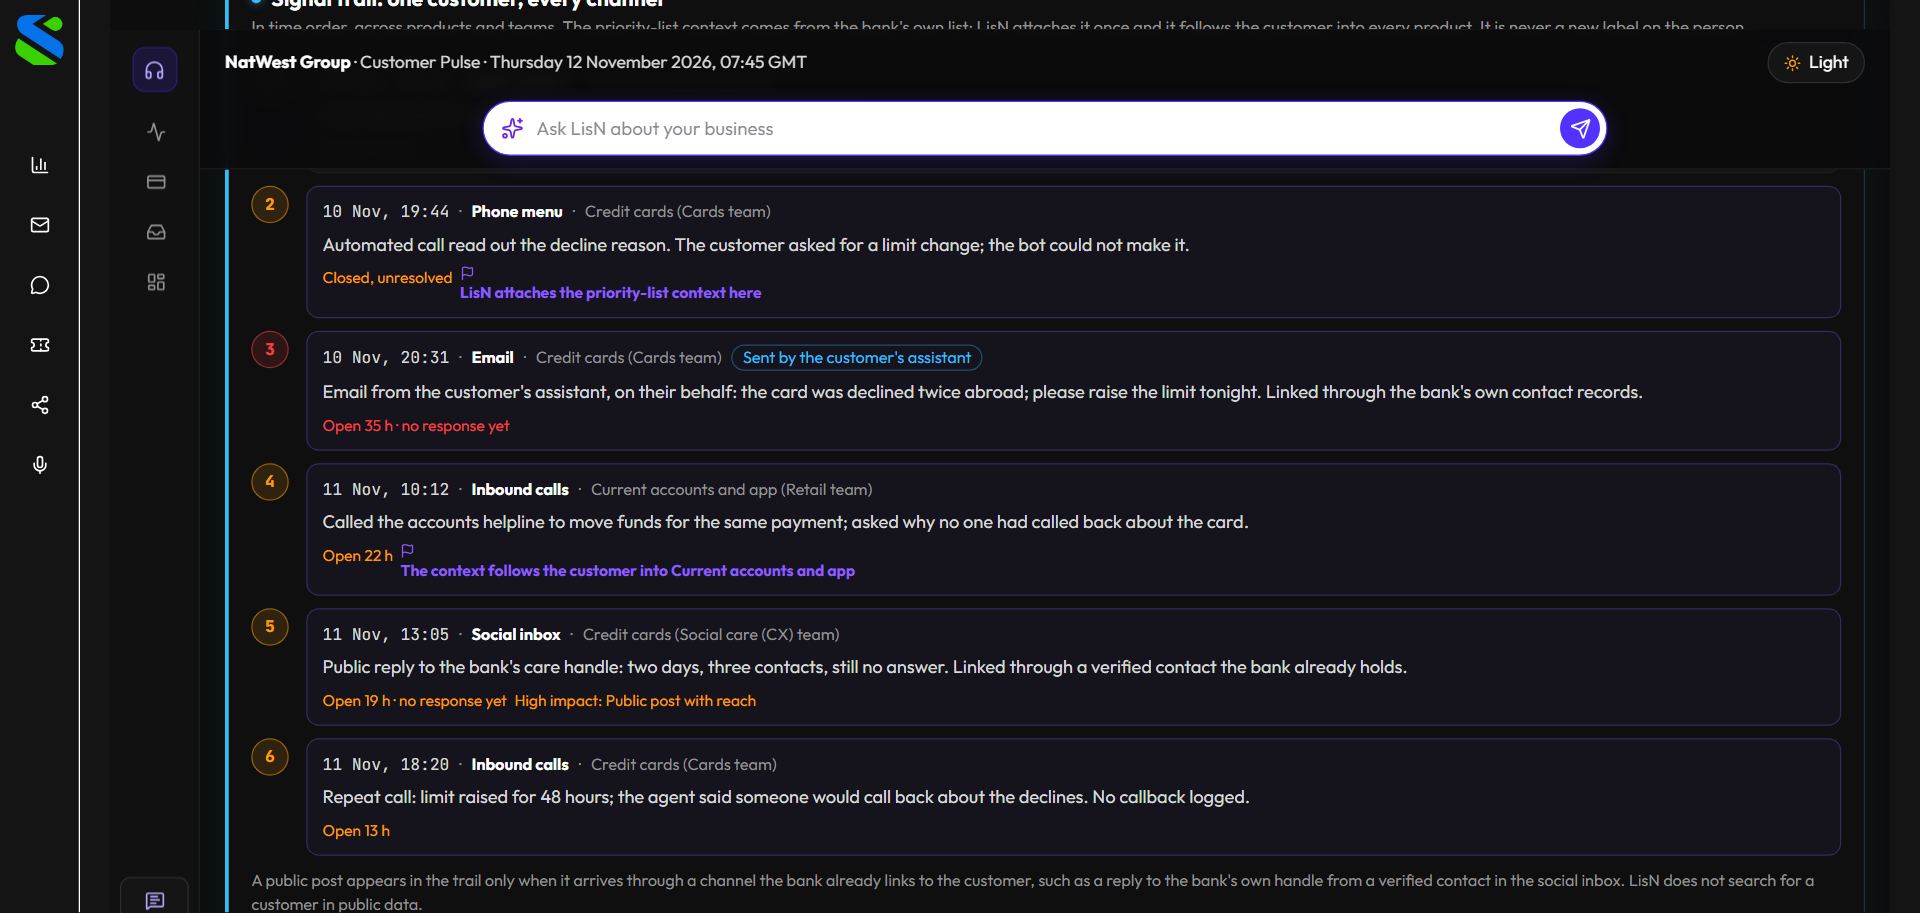 Signal trail: one customer, every channel
In time order, across products and teams. The priority-list context comes from the bank's own list; LisN attaches it once and it follows the customer into every product. It is never a new label on the person.
NatWest Group · Customer Pulse · Thursday 12 November 2026, 07:45 GMT
Light
Ask LisN about your business
2
10 Nov, 19:44 · Phone menu · Credit cards (Cards team)
Automated call read out the decline reason. The customer asked for a limit change; the bot could not make it.
Closed, unresolved
LisN attaches the priority-list context here
3
10 Nov, 20:31 · Email · Credit cards (Cards team) Sent by the customer's assistant
Email from the customer's assistant, on their behalf: the card was declined twice abroad; please raise the limit tonight. Linked through the bank's own contact records.
Open 35 h · no response yet
4
11 Nov, 10:12 · Inbound calls · Current accounts and app (Retail team)
Called the accounts helpline to move funds for the same payment; asked why no one had called back about the card.
Open 22 h
The context follows the customer into Current accounts and app
5
11 Nov, 13:05 · Social inbox · Credit cards (Social care (CX) team)
Public reply to the bank's care handle: two days, three contacts, still no answer. Linked through a verified contact the bank already holds.
Open 19 h · no response yet High impact: Public post with reach
6
11 Nov, 18:20 · Inbound calls · Credit cards (Cards team)
Repeat call: limit raised for 48 hours; the agent said someone would call back about the declines. No callback logged.
Open 13 h
A public post appears in the trail only when it arrives through a channel the bank already links to the customer, such as a reply to the bank's own handle from a verified contact in the social inbox. LisN does not search for a
customer in public data.